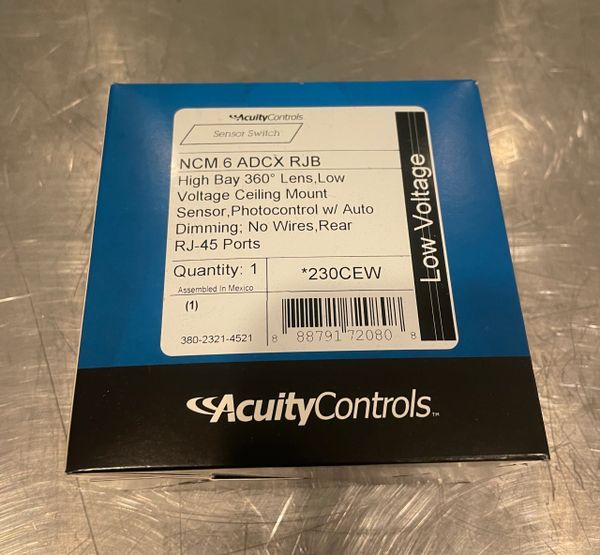 AcuityControls
Sensor Switch
NCM 6 ADCX RJB
High Bay 360° Lens,Low
Voltage Ceiling Mount
Sensor,Photocontrol w/ Auto
Dimming; No Wires,Rear
RJ-45 Ports
Quantity: 1
Assembled In Mexico
*230CEW
(1)
380-2321-4521
8 88791 72080 8
Low Voltage
AcuityControls™